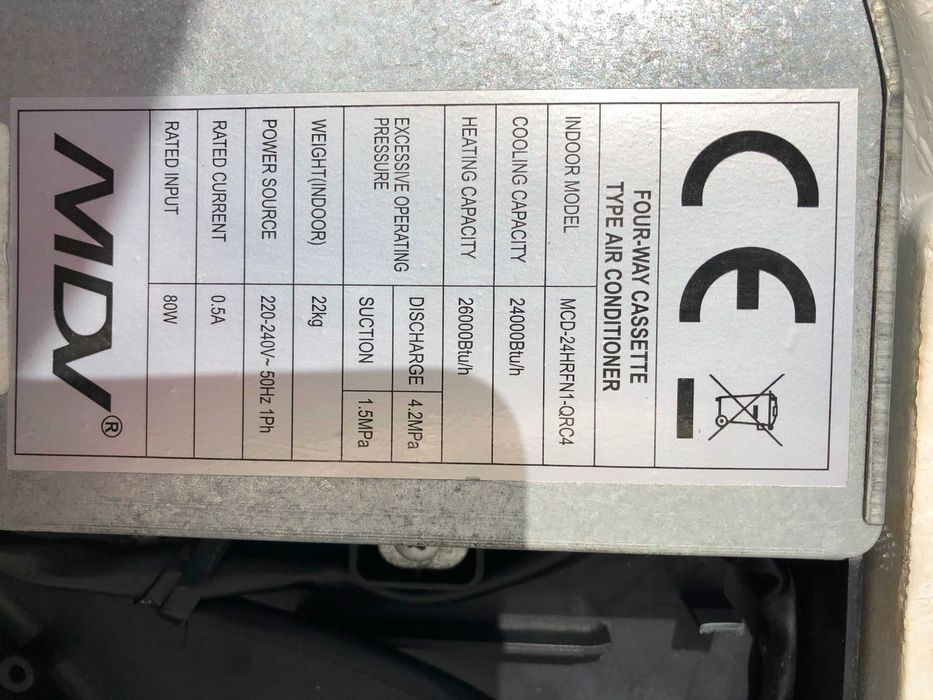 CE
FOUR-WAY CASSETTE
TYPE AIR CONDITIONER
INDOOR MODEL MCD-24HRFN1-QRC4
COOLING CAPACITY 24000Btu/h
HEATING CAPACITY 26000Btu/h
EXCESSIVE OPERATING
PRESSURE
DISCHARGE 4.2MPa
SUCTION 1.5MPa
WEIGHT(INDOOR) 22kg
POWER SOURCE 220-240V~ 50Hz 1Ph
RATED CURRENT 0.5A
RATED INPUT 80W
MDV®